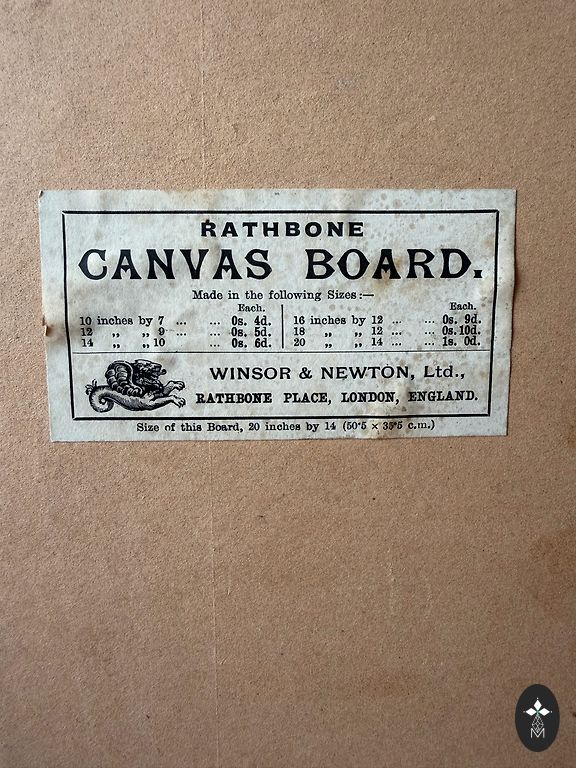 RATHBONE
CANVAS BOARD.
Made in the following Sizes:—
Each. Each.
10 inches by 7 ... ... 0s. 4d. 16 inches by 12 ... ... 0s. 9d.
12 „ „ 9 ... ... 0s. 5d. 18 „ „ 12 ... ... 0s. 10d.
14 „ „ 10 ... 0s. 6d. 20 „ „ 14 ... ... 1s. 0d.
WINSOR & NEWTON, Ltd.,
RATHBONE PLACE, LONDON, ENGLAND.
Size of this Board, 20 inches by 14 (50·5 × 35·5 c.m.)
M